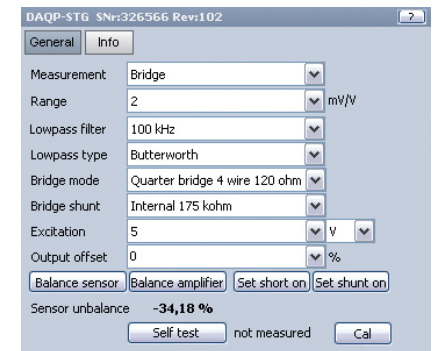 DAQP-STG SNr:326566 Rev:102 ?
General Info
Measurement Bridge
Range 2 mV/V
Lowpass filter 100 kHz
Lowpass type Butterworth
Bridge mode Quarter bridge 4 wire 120 ohm
Bridge shunt Internal 175 kohm
Excitation 5 V
Output offset 0 %
Balance sensor Balance amplifier Set short on Set shunt on
Sensor unbalance -34,18 %
Self test not measured Cal